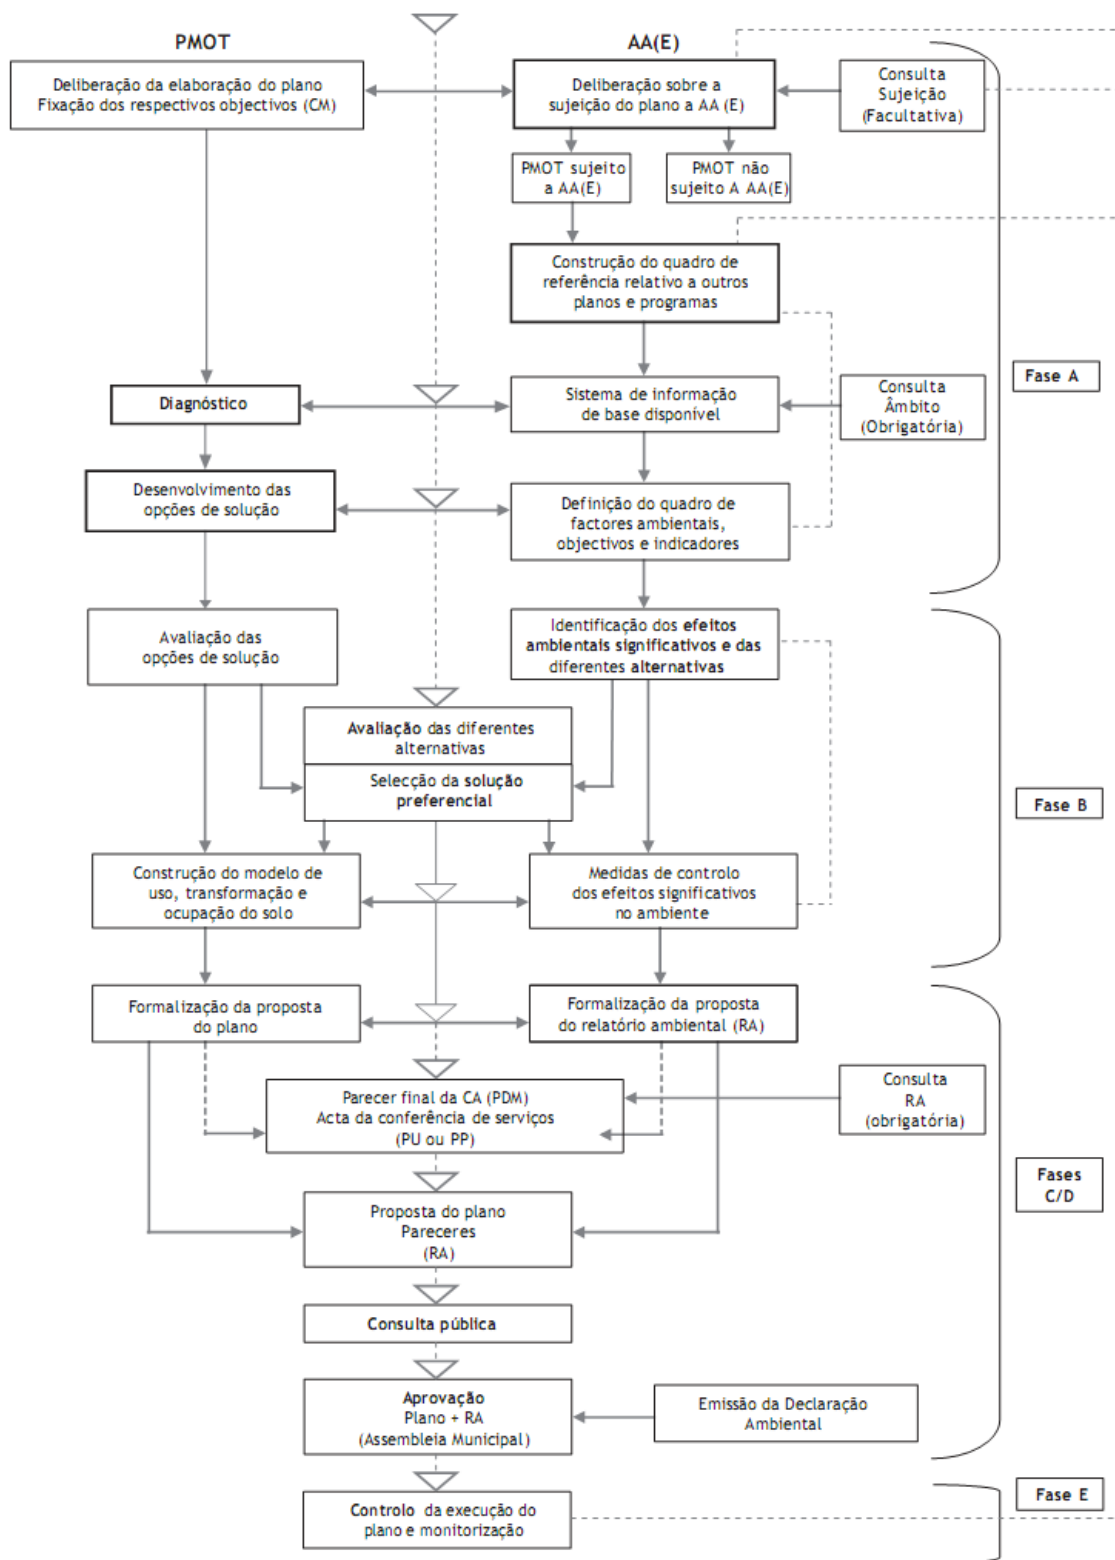 PMOT
AA(E)
Deliberação da elaboração do plano
Fixação dos respectivos objectivos (CM)
Deliberação sobre a
sujeição do plano a AA (E)
Consulta
Sujeição
(Facultativa)
PMOT sujeito
a AA(E)
PMOT não
sujeito A AA(E)
Construção do quadro de
referência relativo a outros
planos e programas
Fase A
Diagnóstico
Sistema de informação
de base disponível
Consulta
Âmbito
(Obrigatória)
Desenvolvimento das
opções de solução
Definição do quadro de
factores ambientais,
objectivos e indicadores
Avaliação das
opções de solução
Identificação dos efeitos
ambientais significativos e das
diferentes alternativas
Avaliação das diferentes
alternativas
Selecção da solução
preferencial
Fase B
Construção do modelo de
uso, transformação e
ocupação do solo
Medidas de controlo
dos efeitos significativos
no ambiente
Formalização da proposta
do plano
Formalização da proposta
do relatório ambiental (RA)
Parecer final da CA (PDM)
Acta da conferência de serviços
(PU ou PP)
Consulta
RA
(obrigatória)
Fases
C/D
Proposta do plano
Pareceres
(RA)
Consulta pública
Aprovação
Plano + RA
(Assembleia Municipal)
Emissão da Declaração
Ambiental
Fase E
Controlo da execução do
plano e monitorização